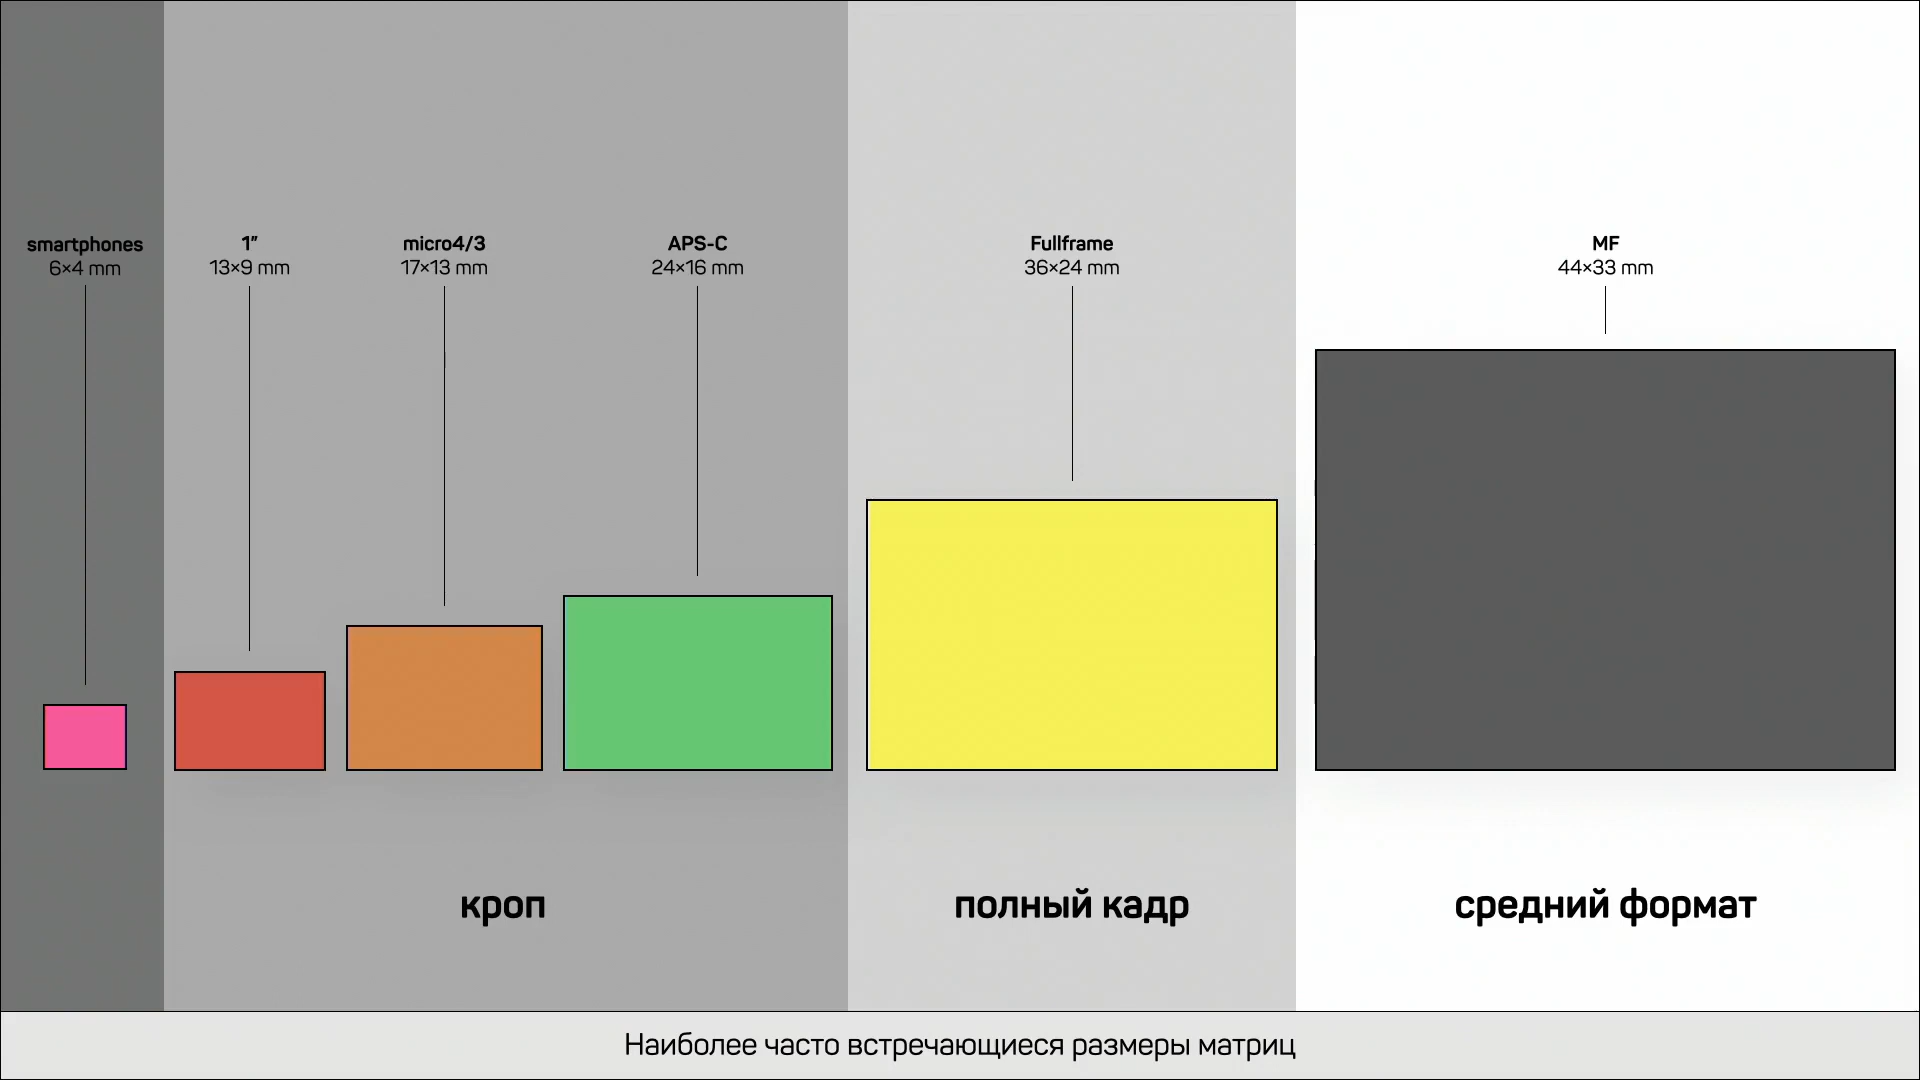 smartphones
6×4 mm
1”
13×9 mm
micro4/3
17×13 mm
APS-C
24×16 mm
Fullframe
36×24 mm
MF
44×33 mm
кроп
полный кадр
средний формат
Наиболее часто встречающиеся размеры матриц